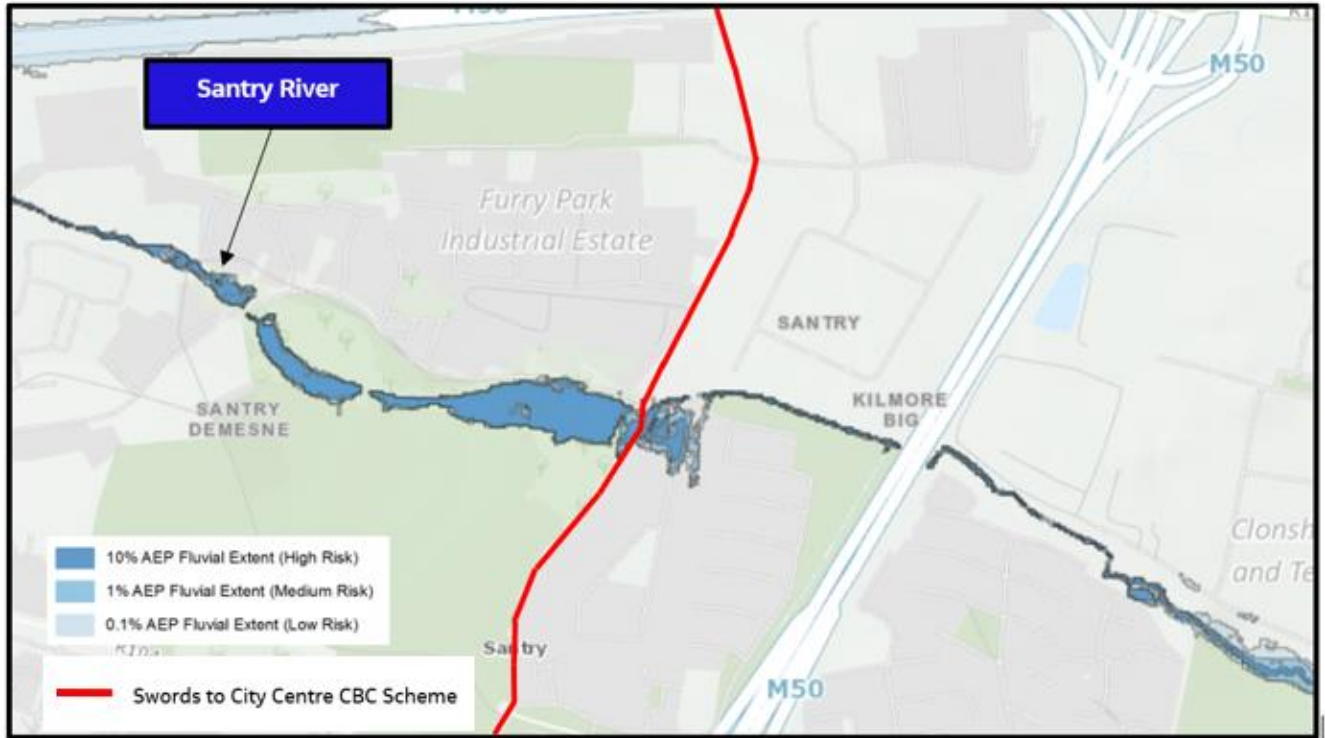 M50
M50
Santry River
Furry Park
Industrial Estate
SANTRY
SANTRY
DEMESNE
KILMORE
BIG
Clonsh
and Te
10% AEP Fluvial Extent (High Risk)
1% AEP Fluvial Extent (Medium Risk)
0.1% AEP Fluvial Extent (Low Risk)
Santry
M50
Swords to City Centre CBC Scheme